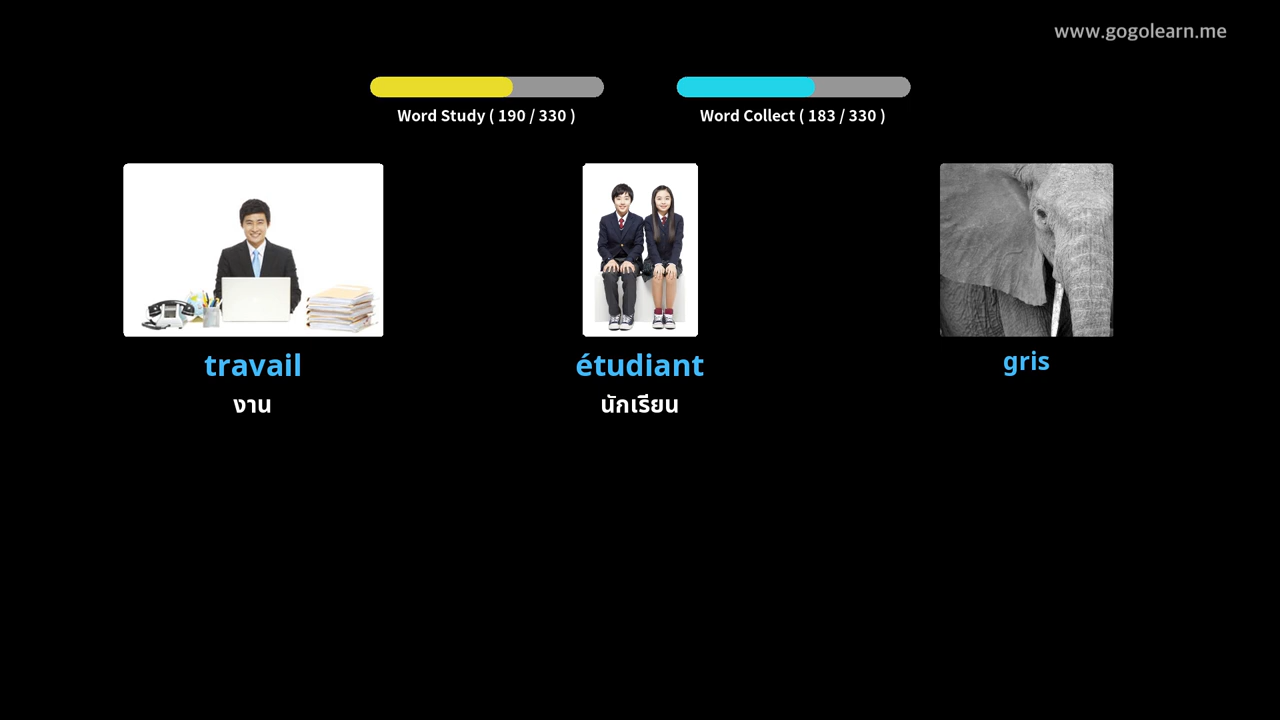 www.gogolearn.me
Word Study ( 190 / 330 )
Word Collect ( 183 / 330 )
travail
étudiant
gris
งาน
นักเรียน